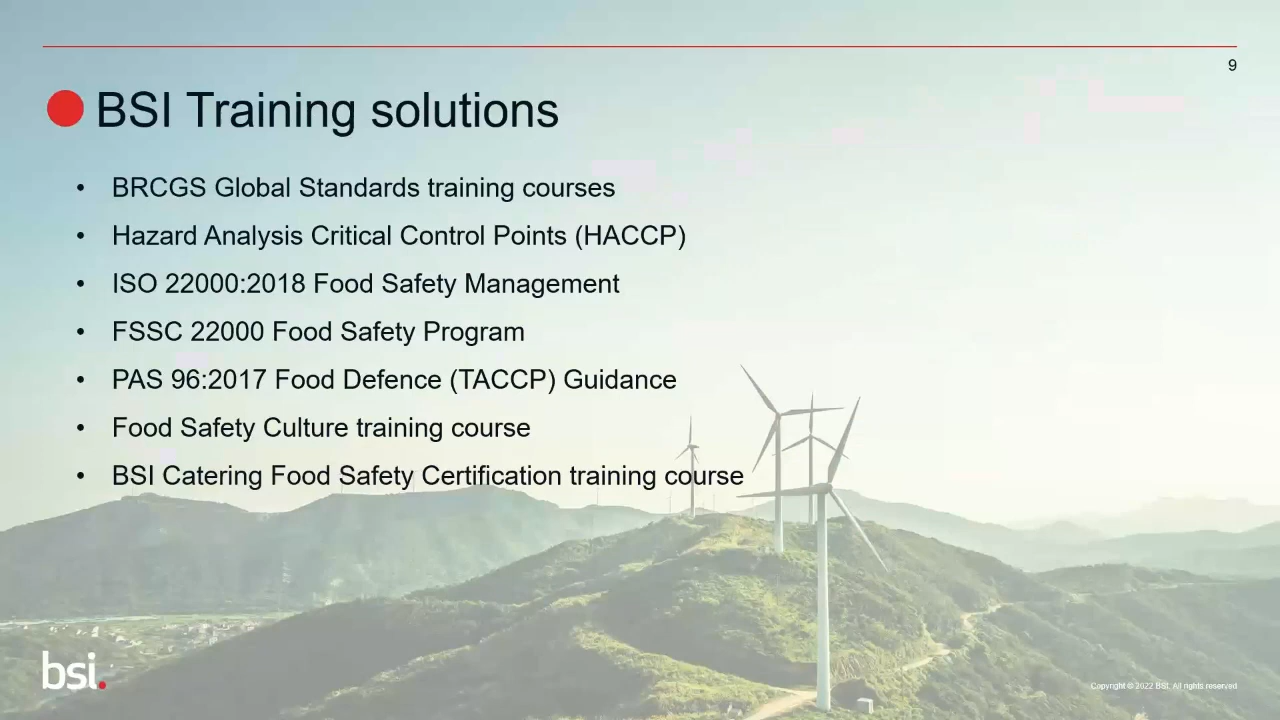 9
BSI Training solutions
• BRCGS Global Standards training courses
• Hazard Analysis Critical Control Points (HACCP)
• ISO 22000:2018 Food Safety Management
• FSSC 22000 Food Safety Program
• PAS 96:2017 Food Defence (TACCP) Guidance
• Food Safety Culture training course
• BSI Catering Food Safety Certification training course
bsi.
Copyright © 2022 BSI. All rights reserved